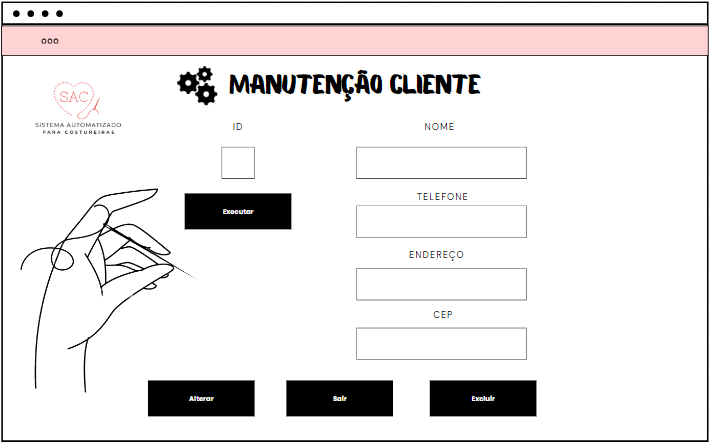 ooo
SAC
SISTEMA AUTOMATIZADO
PARA COSTUREIRAS
MANUTENÇÃO CLIENTE
ID
NOME
Executar
TELEFONE
ENDEREÇO
CEP
Alterar
Sair
Excluir